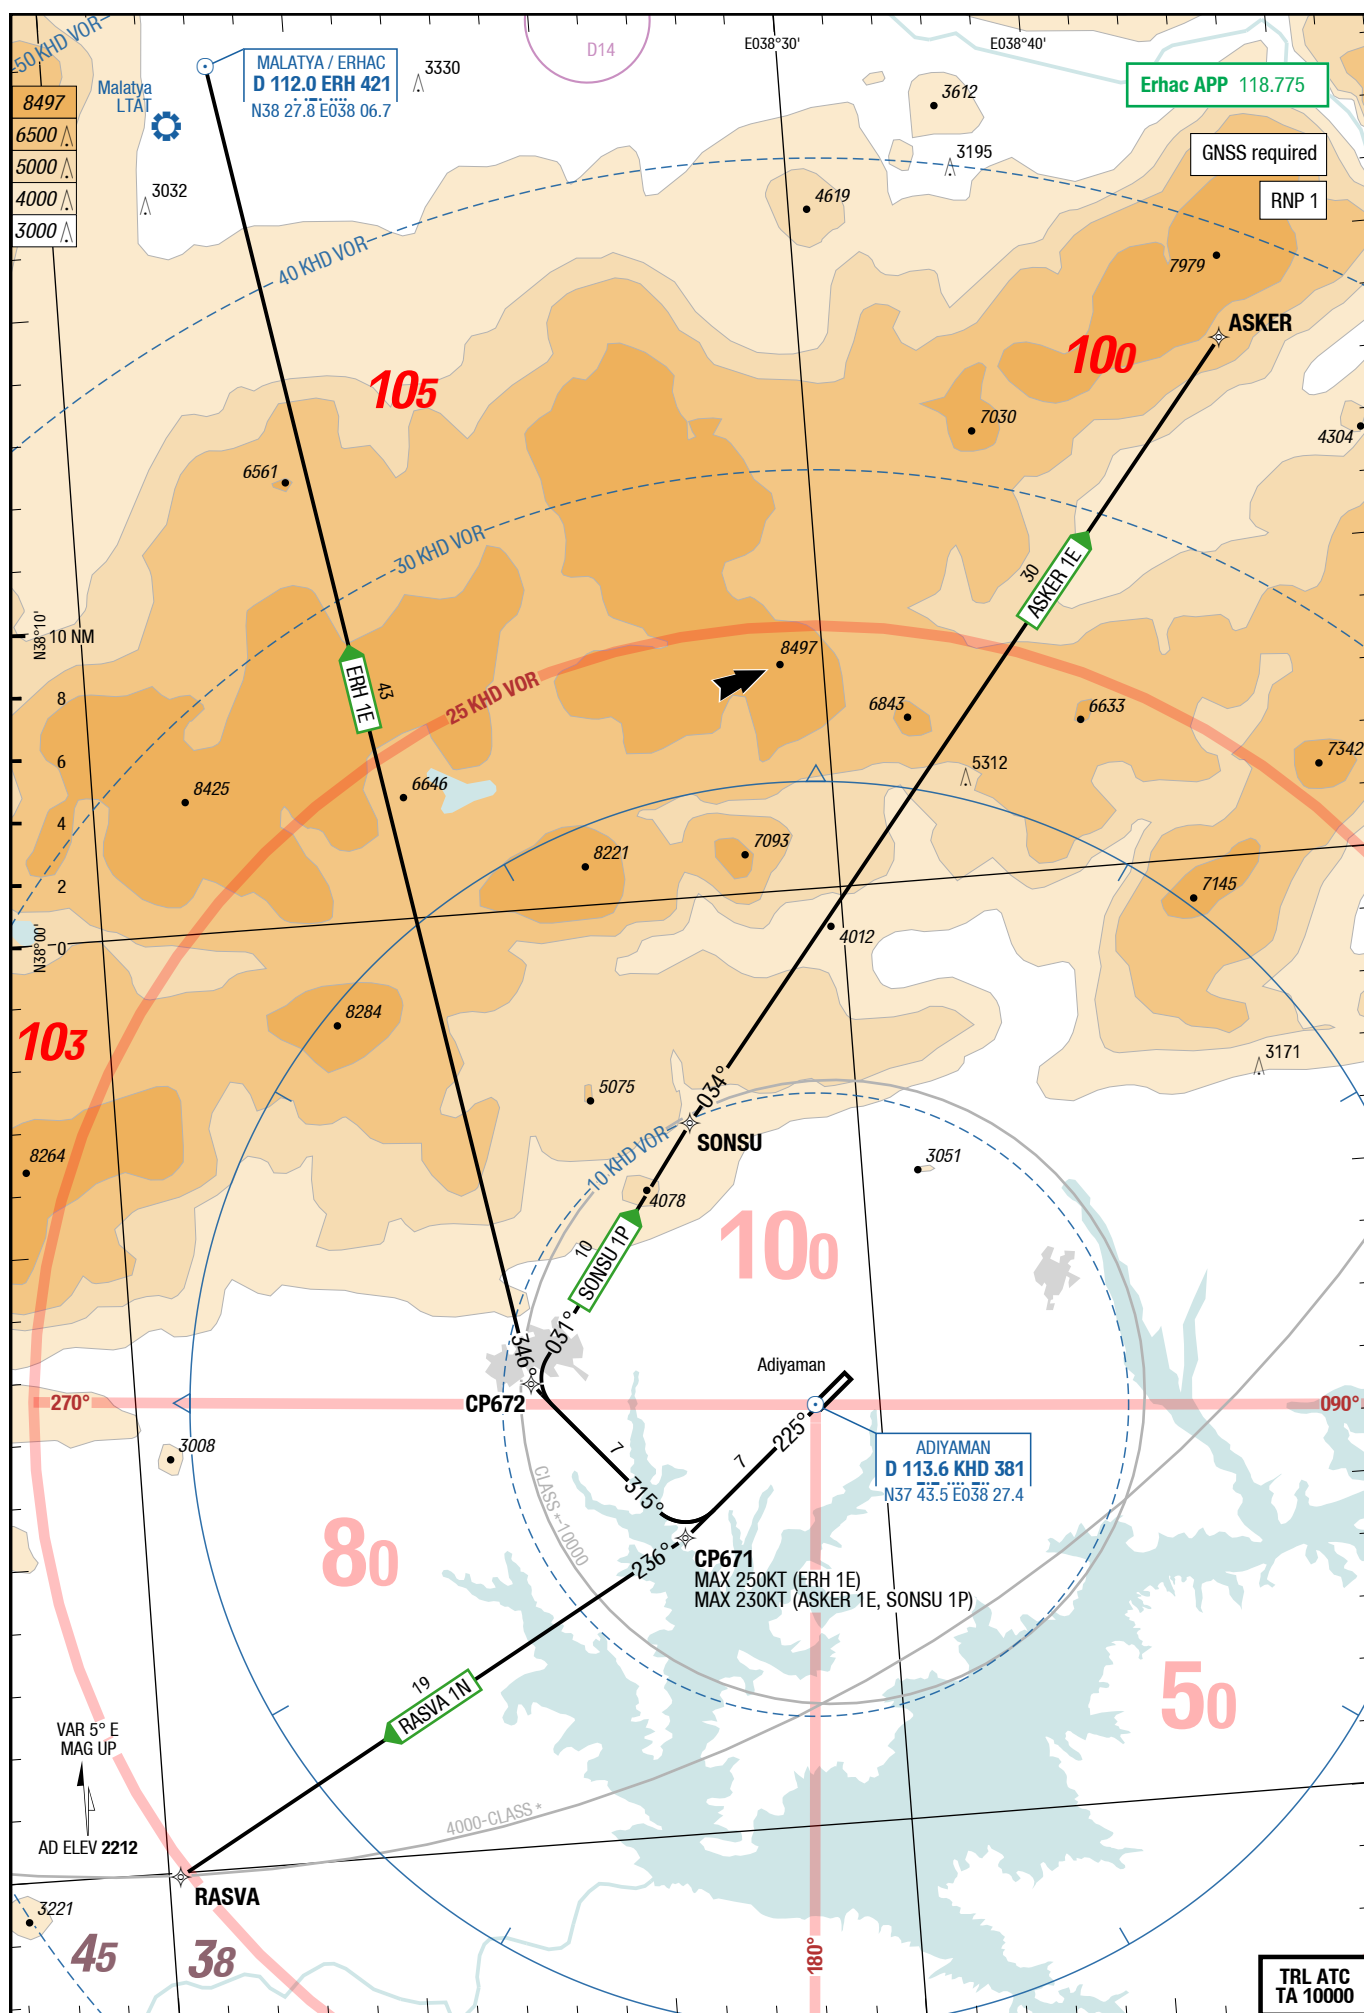 50 KHD VOR
D14
E038°30'
E038°40'
MALATYA / ERHAC
D 112.0 ERH 421
N38 27.8 E038 06.7
3330
Malatya
LTAT
Erhac APP 118.775
8497
6500
5000
4000
3000
3612
GNSS required
3195
RNP 1
3032
4619
40 KHD VOR
7979
ASKER
105
100
7030
4304
6561
30 KHD VOR
30
ASKER 1E
N38°10'
10 NM
8497
ERH 1E
43
25 KHD VOR
8
6843
6633
6
5312
7342
8425
6646
4
7093
8221
2
7145
N38°00'
0
4012
8284
103
3171
034°
5075
SONSU
10 KHD VOR
8264
3051
4078
100
10
SONSU 1P
031°
346°
Adiyaman
CP672
270°
090°
225°
7
7
3008
ADIYAMAN
D 113.6 KHD 381
N37 43.5 E038 27.4
315°
CLASS *-10000
80
236°
CP671
MAX 250KT (ERH 1E)
MAX 230KT (ASKER 1E, SONSU 1P)
19
RASVA 1N
50
VAR 5° E
MAG UP
4000-CLASS *
AD ELEV 2212
RASVA
3221
45
38
180°
TRL ATC
TA 10000